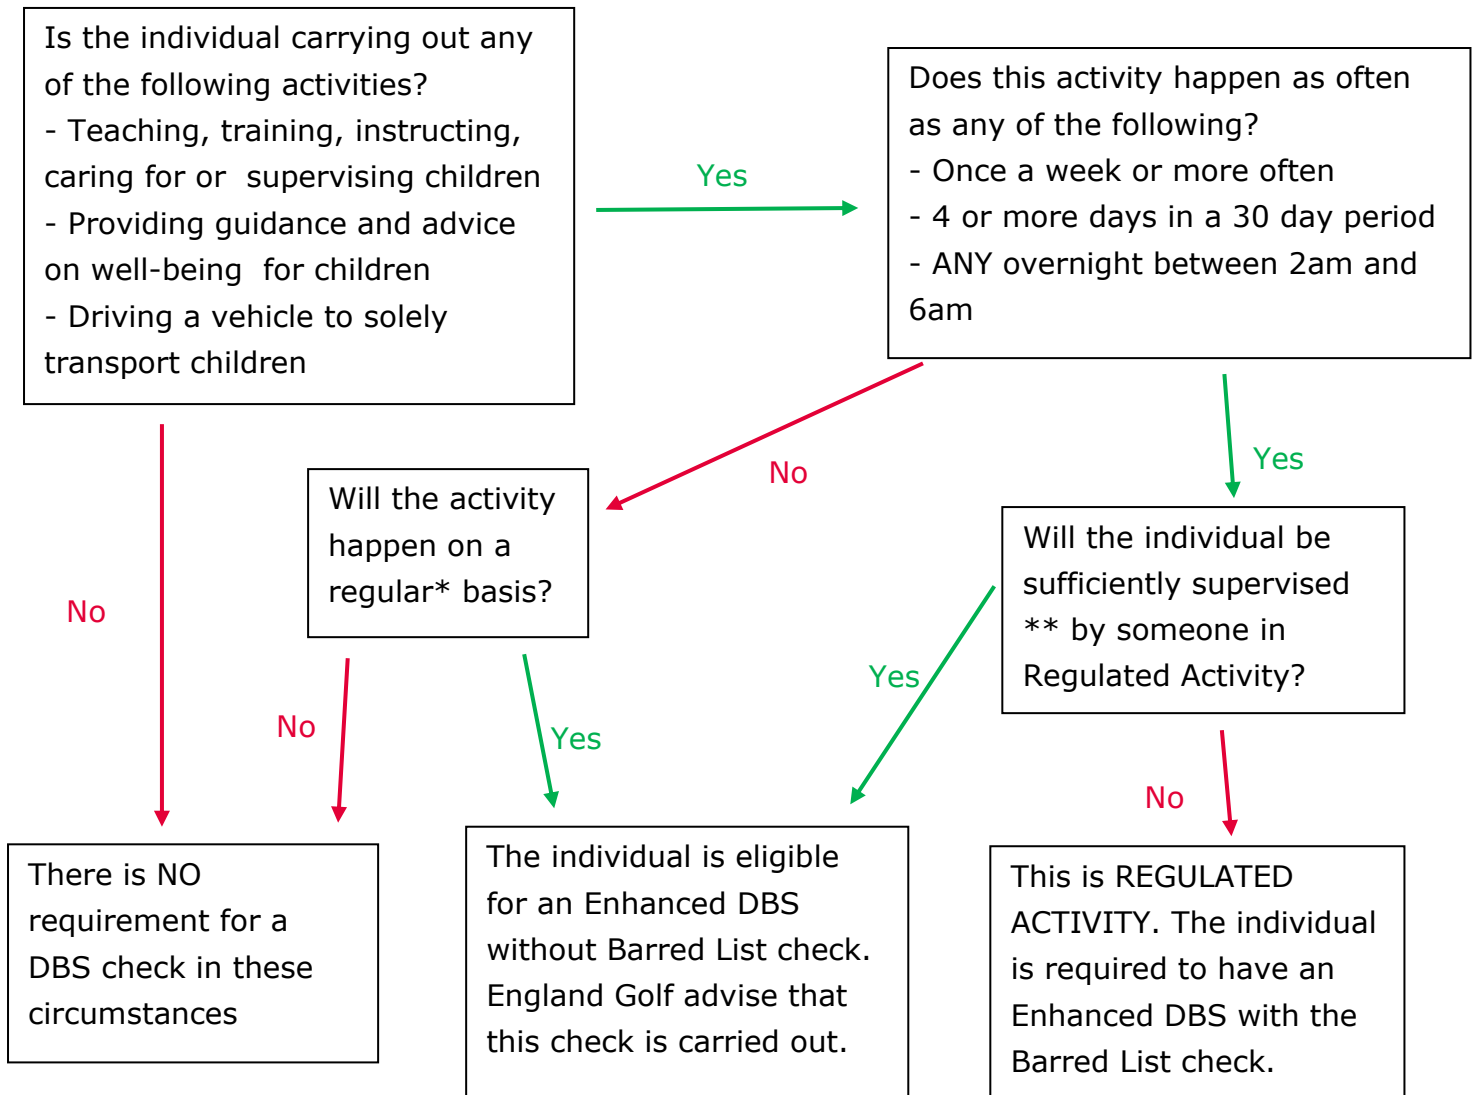 Is the individual carrying out any
of the following activities?
- Teaching, training, instructing,
caring for or  supervising children
- Providing guidance and advice
on well-being  for children
- Driving a vehicle to solely
transport children
Yes
Does this activity happen as often
as any of the following?
- Once a week or more often
- 4 or more days in a 30 day period
- ANY overnight between 2am and
6am
No
Yes
Will the activity
happen on a
regular* basis?
Will the individual be
sufficiently supervised
** by someone in
Regulated Activity?
No
No
Yes
Yes
No
There is NO
requirement for a
DBS check in these
circumstances
The individual is eligible
for an Enhanced DBS
without Barred List check.
England Golf advise that
this check is carried out.
This is REGULATED
ACTIVITY. The individual
is required to have an
Enhanced DBS with the
Barred List check.